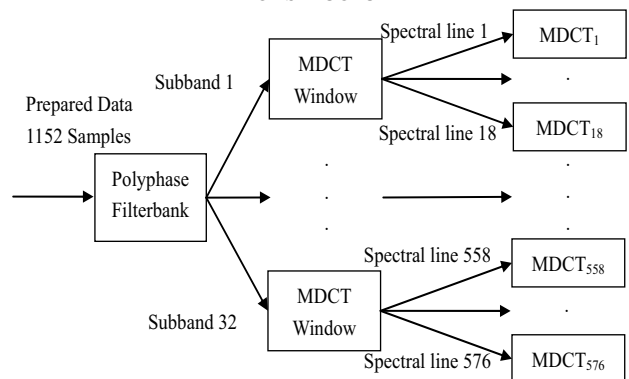 Spectral line 1
MDCT1
MDCT
Window
Subband 1
Prepared Data
1152 Samples
Spectral line 18
MDCT18
Polyphase
Filterbank
Spectral line 558
MDCT558
MDCT
Window
Subband 32
Spectral line 576
MDCT576